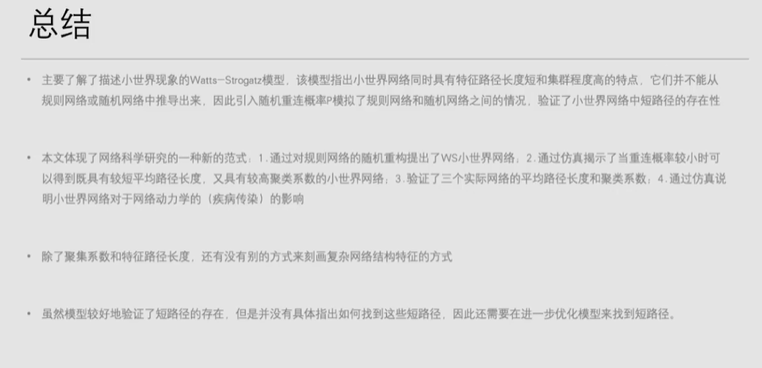 总结
• 主要了解了描述小世界现象的Watts-Strogatz模型，该模型指出小世界网络同时具有特征路径长度短和集群程度高的特点，它们并不能从
规则网络或随机网络中推导出来，因此引入随机重连概率P模拟了规则网络和随机网络之间的情况，验证了小世界网络中短路径的存在性
• 本文体现了网络科学研究的一种新的范式：1.通过对规则网络的随机重构提出了WS小世界网络；2.通过仿真揭示了当重连概率较小时可
以得到既具有较短平均路径长度，又具有较高聚类系数的小世界网络；3.验证了三个实际网络的平均路径长度和聚类系数；4.通过仿真说
明小世界网络对于网络动力学的（疾病传染）的影响
• 除了聚集系数和特征路径长度，还有没有别的方式来刻画复杂网络结构特征的方式
• 虽然模型较好地验证了短路径的存在，但是并没有具体指出如何找到这些短路径，因此还需要在进一步优化模型来找到短路径。